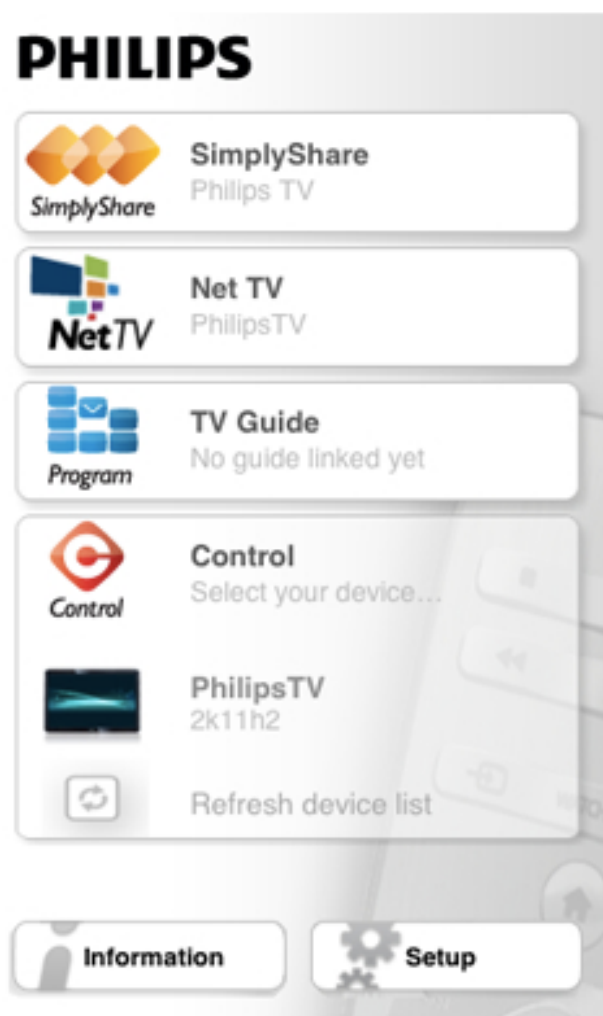 PHILIPS
SimplyShare
SimplyShare
Philips TV
NetTV
Net TV
PhilipsTV
Program
TV Guide
No guide linked yet
Control
Control
Select your device...
PhilipsTV
2k11h2
Refresh device list
Information
Setup